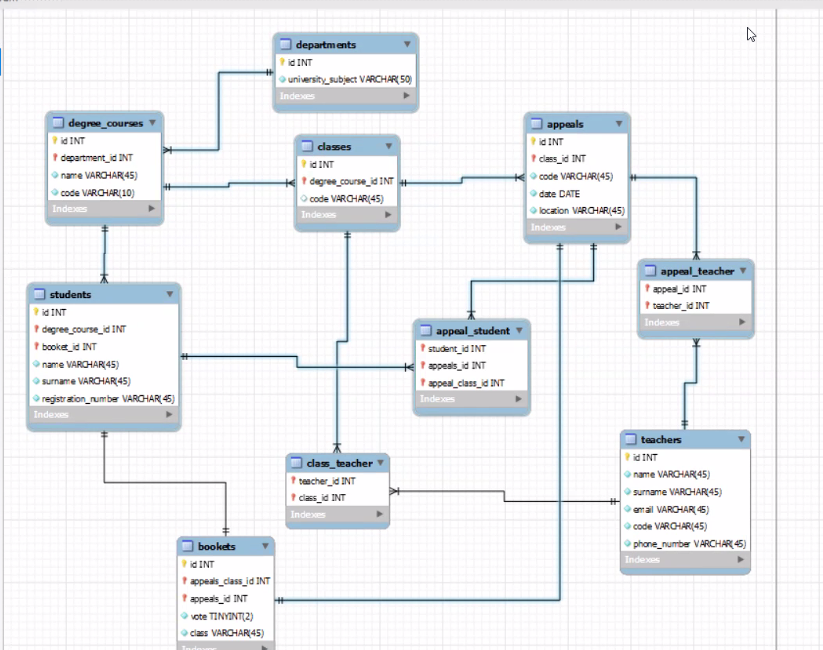 departments
id INT
university_subject VARCHAR(50)
Indexes
degree_courses
id INT
department_id INT
name VARCHAR(45)
code VARCHAR(10)
Indexes
classes
id INT
degree_course_id INT
code VARCHAR(45)
Indexes
appeals
id INT
class_id INT
code VARCHAR(45)
date DATE
location VARCHAR(45)
Indexes
appeal_teacher
appeal_id INT
teacher_id INT
Indexes
students
id INT
degree_course_id INT
booket_id INT
name VARCHAR(45)
surname VARCHAR(45)
registration_number VARCHAR(45)
Indexes
appeal_student
student_id INT
appeals_id INT
appeal_class_id INT
Indexes
class_teacher
teacher_id INT
class_id INT
Indexes
teachers
id INT
name VARCHAR(45)
surname VARCHAR(45)
email VARCHAR(45)
code VARCHAR(45)
phone_number VARCHAR(45)
Indexes
bookets
id INT
appeals_class_id INT
appeals_id INT
vote TINYINT(2)
class VARCHAR(45)
Indexes